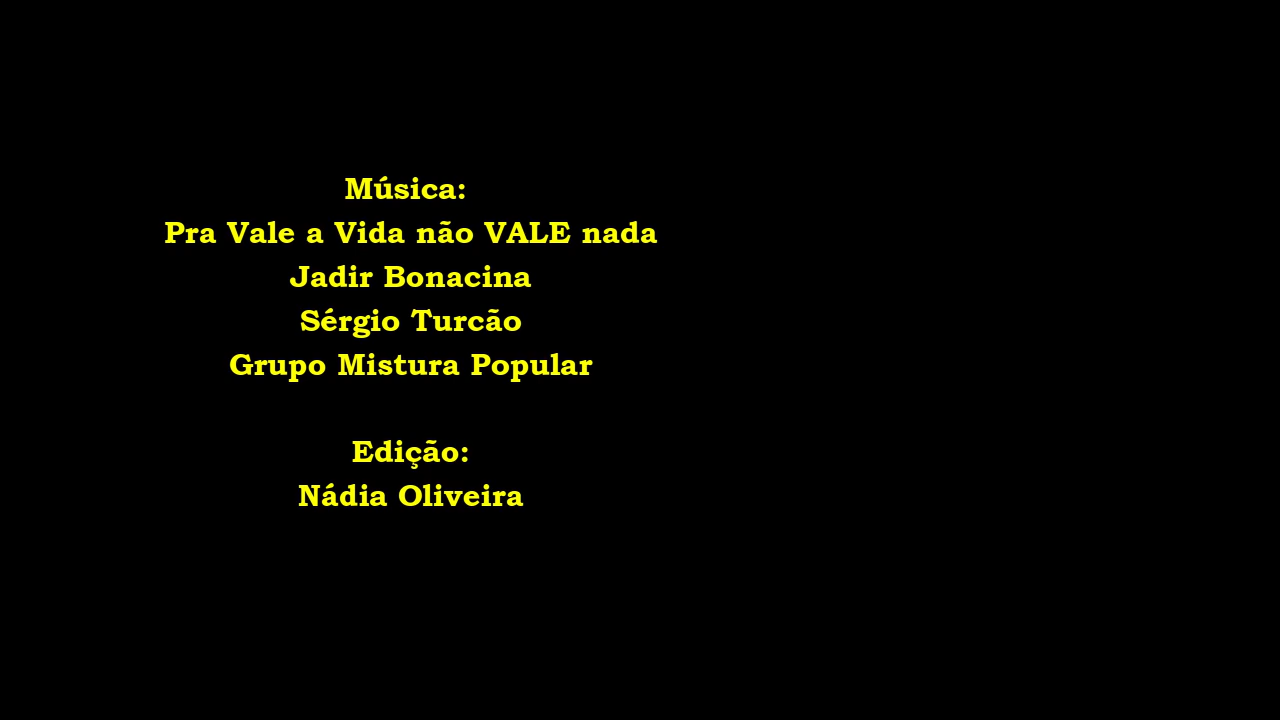 Música:
Pra Vale a Vida não VALE nada
Jadir Bonacina
Sérgio Turcão
Grupo Mistura Popular
Edição:
Nádia Oliveira